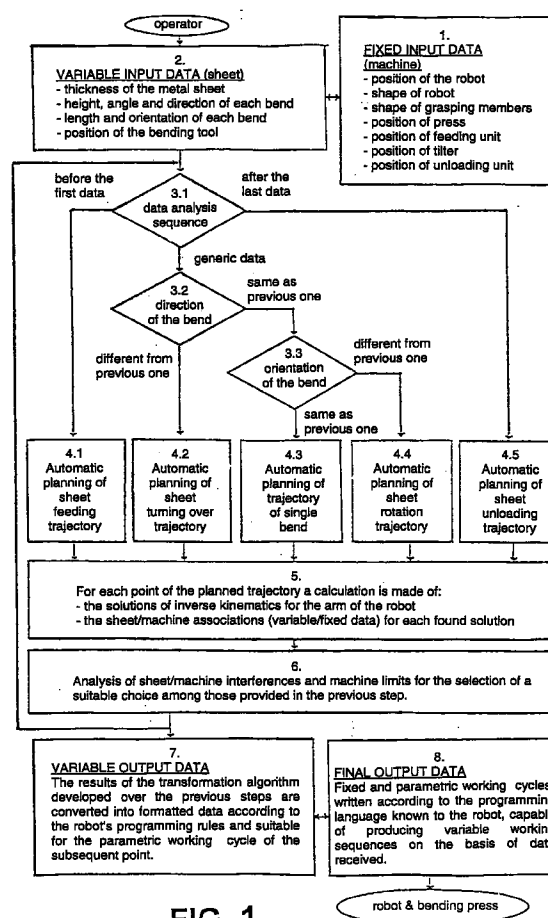 operator
1.
FIXED INPUT DATA
(machine)
- position of the robot
- shape of robot
- shape of grasping members
- position of press
- position of feeding unit
- position of tilter
- position of unloading unit
2.
VARIABLE INPUT DATA (sheet)
- thickness of the metal sheet
- height, angle and direction of each bend
- length and orientation of each bend
- position of the bending tool
before the
first data
after the
last data
3.1
data analysis
sequence
generic data
3.2
direction
of the bend
same as
previous one
different from
previous one
3.3
orientation
of the bend
different from
previous one
same as
previous one
4.1
Automatic
planning of
sheet
feeding
trajectory
4.2
Automatic
planning of
sheet
turning over
trajectory
4.3
Automatic
planning of
trajectory
of single
bend
4.4
Automatic
planning of
sheet
rotation
trajectory
4.5
Automatic
planning of
sheet
unloading
trajectory
5.
For each point of the planned trajectory a calculation is made of:
- the solutions of inverse kinematics for the arm of the robot
- the sheet/machine associations (variable/fixed data) for each found solution
6.
Analysis of sheet/machine interferences and machine limits for the selection of a
suitable choice among those provided in the previous step.
7.
VARIABLE OUTPUT DATA
The results of the transformation algorithm
developed over the previous steps are
converted into formatted data according to
the robot's programming rules and suitable
for the parametric working cycle of
the subsequent point.
8.
FINAL OUTPUT DATA
Fixed and parametric working cycles
written according to the programmin
language known to the robot, capabl
of producing variable workin
sequences on the basis of dat
received.
robot & bending press
FIG. 1